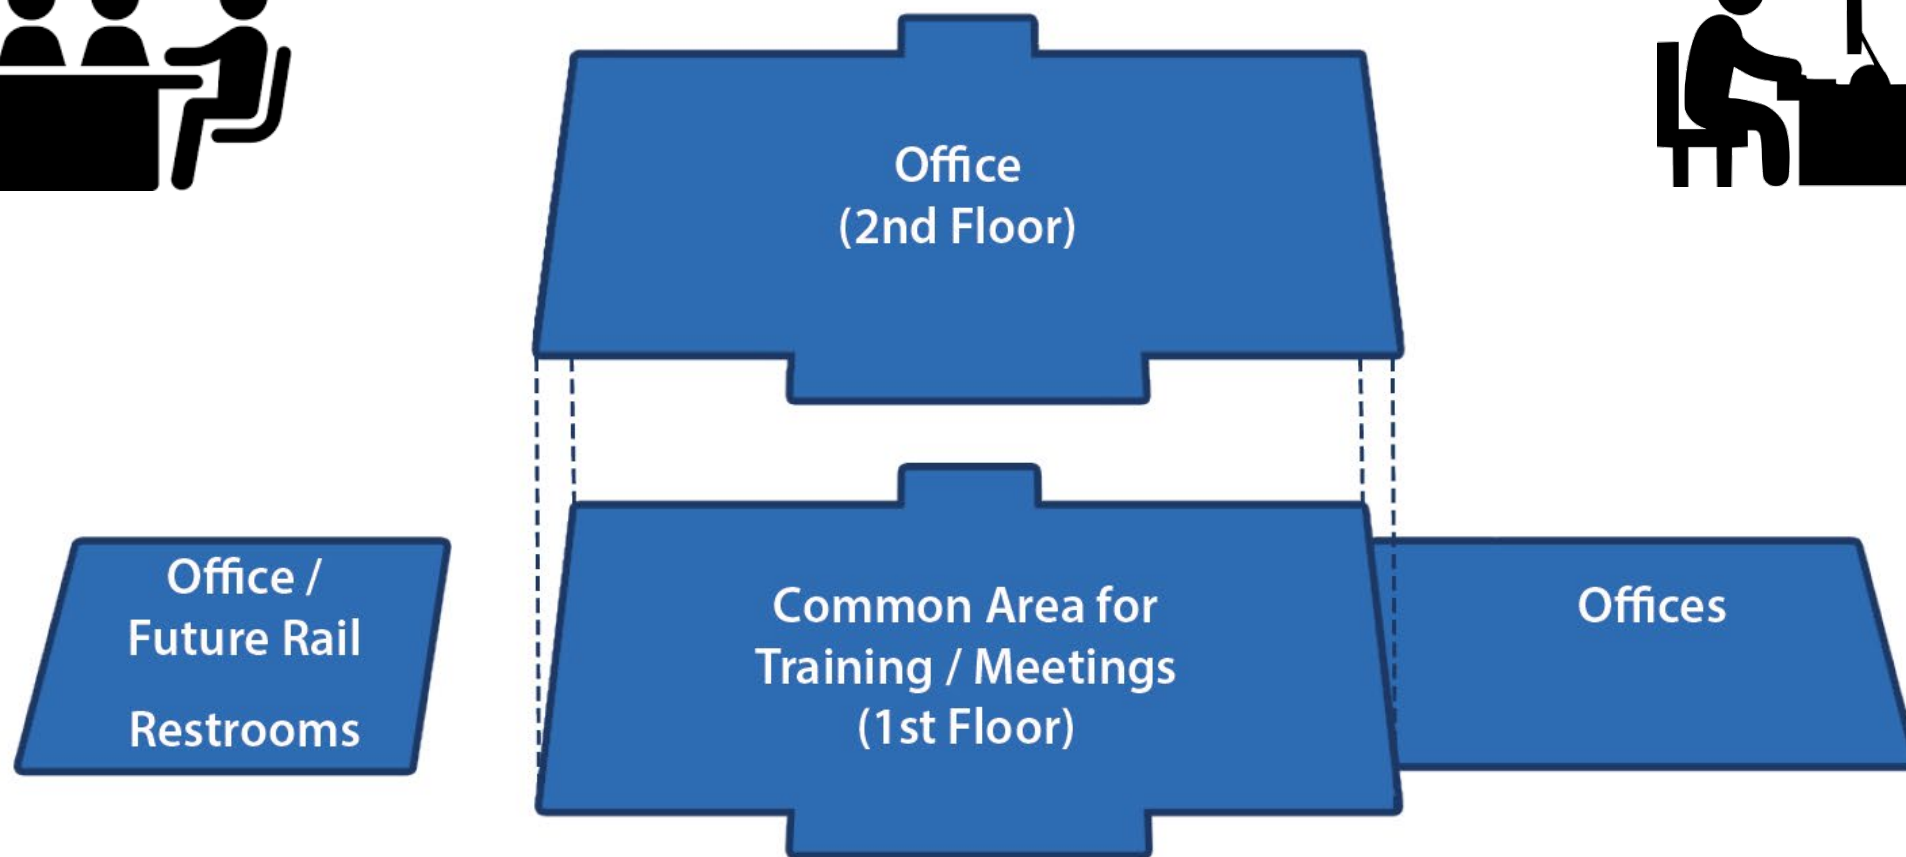 Office
(2nd Floor)
Office /
Future Rail
Restrooms
Common Area for
Training / Meetings
(1st Floor)
Offices